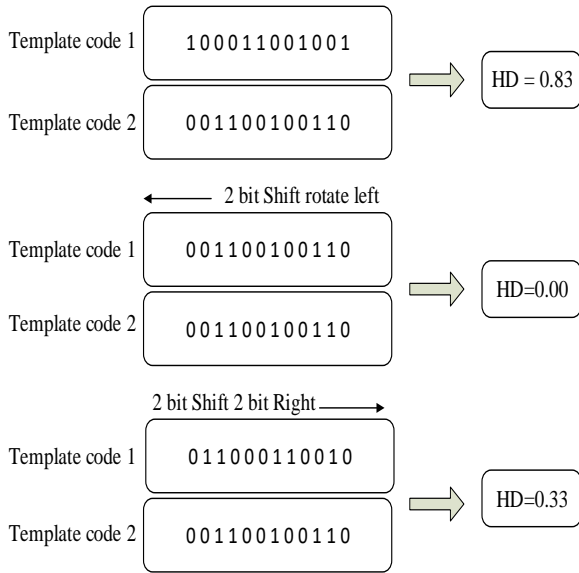 Template code 1
100011001001
HD = 0.83
Template code 2
001100100110
2 bit Shift rotate left
Template code 1
001100100110
HD=0.00
Template code 2
001100100110
2 bit Shift 2 bit Right
Template code 1
011000110010
HD=0.33
Template code 2
001100100110